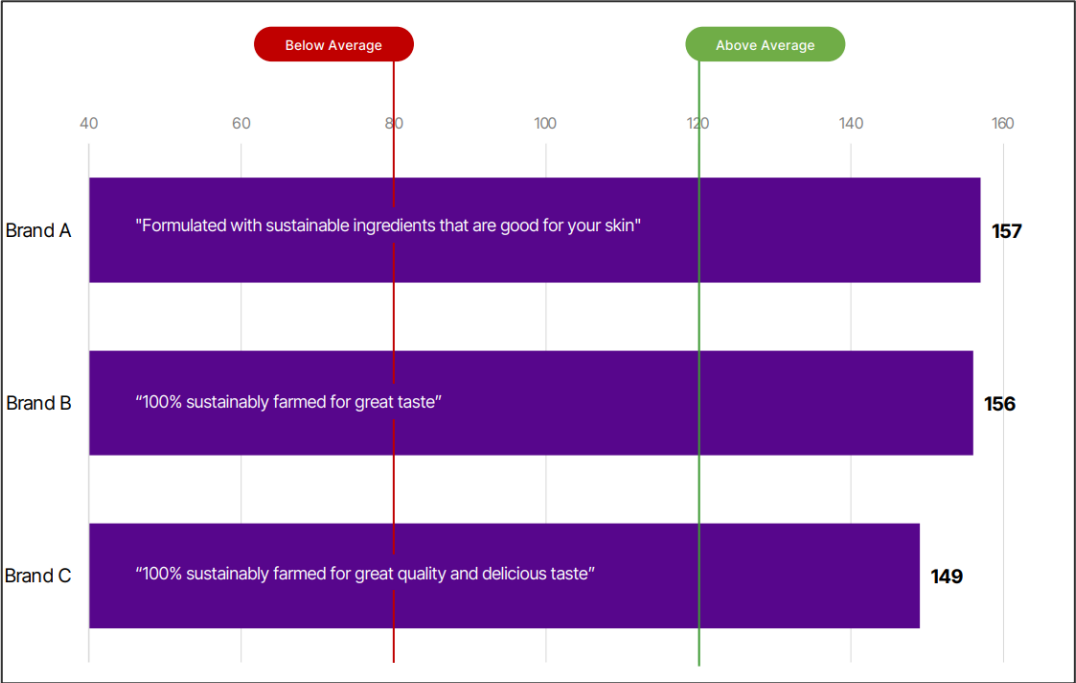 Below Average
Above Average
40 60 80 100 120 140 160
Brand A
"Formulated with sustainable ingredients that are good for your skin"
157
Brand B
“100% sustainably farmed for great taste”
156
Brand C
“100% sustainably farmed for great quality and delicious taste”
149